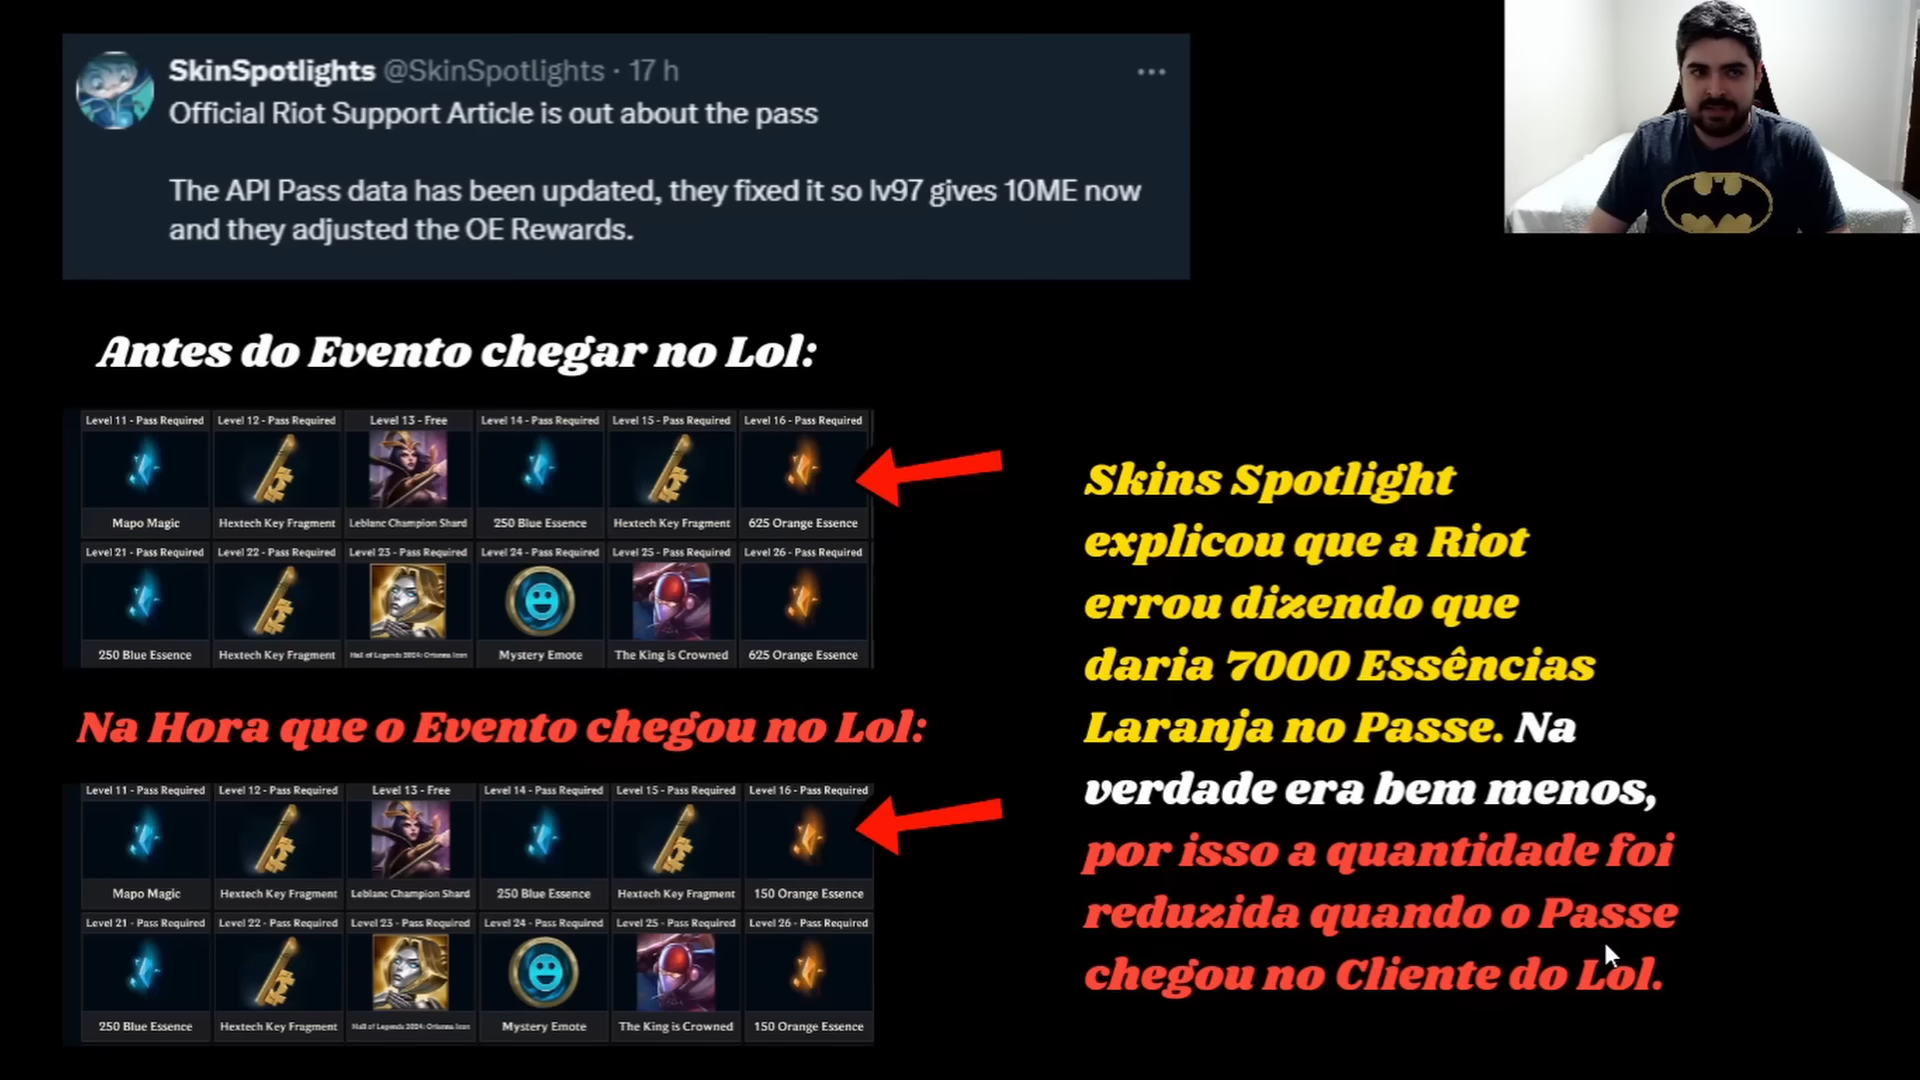 SkinSpotlights @SkinSpotlights · 17 h
Official Riot Support Article is out about the pass
The API Pass data has been updated, they fixed it so lv97 gives 10ME now
and they adjusted the OE Rewards.
Antes do Evento chegar no Lol:
Level 11 - Pass Required Level 12 - Pass Required Level 13 - Free Level 14 - Pass Required Level 15 - Pass Required Level 16 - Pass Required
Mapo Magic Hextech Key Fragment Leblanc Champion Shard 250 Blue Essence Hextech Key Fragment 625 Orange Essence
Level 21 - Pass Required Level 22 - Pass Required Level 23 - Pass Required Level 24 - Pass Required Level 25 - Pass Required Level 26 - Pass Required
250 Blue Essence Hextech Key Fragment Hall of Legends 2024: Orianna Icon Mystery Emote The King is Crowned 625 Orange Essence
Na Hora que o Evento chegou no Lol:
Level 11 - Pass Required Level 12 - Pass Required Level 13 - Free Level 14 - Pass Required Level 15 - Pass Required Level 16 - Pass Required
Mapo Magic Hextech Key Fragment Leblanc Champion Shard 250 Blue Essence Hextech Key Fragment 150 Orange Essence
Level 21 - Pass Required Level 22 - Pass Required Level 23 - Pass Required Level 24 - Pass Required Level 25 - Pass Required Level 26 - Pass Required
250 Blue Essence Hextech Key Fragment Hall of Legends 2024: Orianna Icon Mystery Emote The King is Crowned 150 Orange Essence
Skins Spotlight
explicou que a Riot
errou dizendo que
daria 7000 Essências
Laranja no Passe. Na
verdade era bem menos,
por isso a quantidade foi
reduzida quando o Passe
chegou no Cliente do Lol.